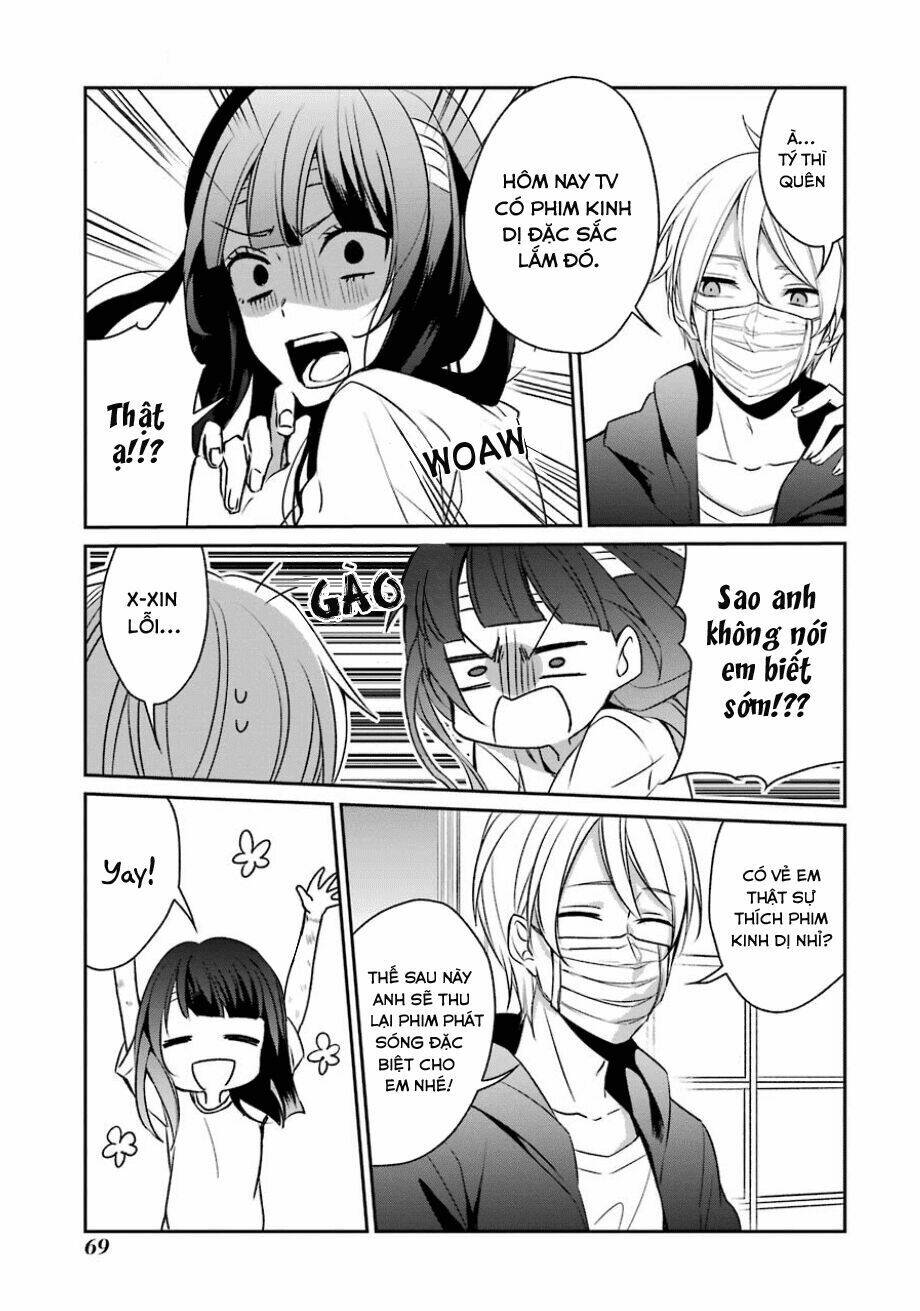 À...
TÝ THÌ
QUÊN
HÔM NAY TV
CÓ PHIM KINH
DỊ ĐẶC SẮC
LẮM ĐÓ.
Thật
ạ!!?
WOAW
Sao anh
không nói
em biết
sớm!??
GÀO
X-XIN
LỖI...
CÓ VẺ EM
THẬT SỰ
THÍCH PHIM
KINH DỊ NHỈ?
THẾ SAU NÀY
ANH SẼ THU
LẠI PHIM PHÁT
SÓNG ĐẶC
BIỆT CHO
EM NHÉ!
Yay!
69